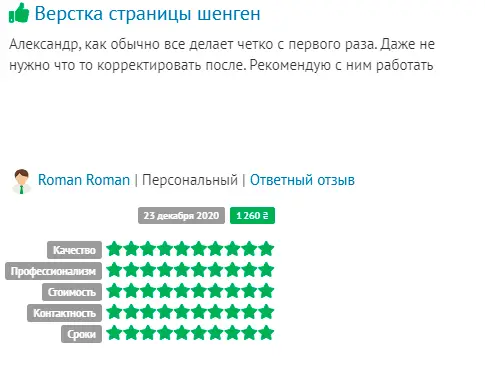 Верстка страницы шенген
Александр, как обычно все делает четко с первого раза. Даже не
нужно что то корректировать после. Рекомендую с ним работать
Roman Roman | Персональный | Ответный отзыв
23 декабря 2020 1 260 ₴
Качество
Профессионализм
Стоимость
Контактность
Сроки